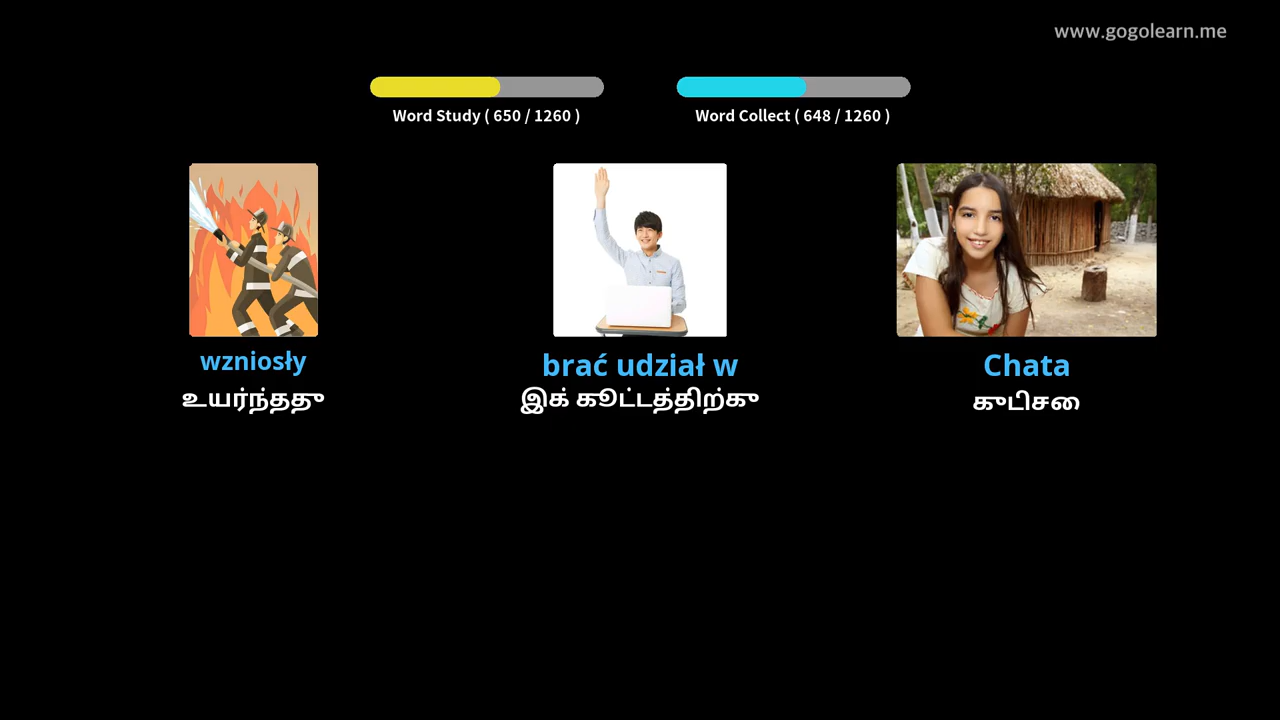 www.gogolearn.me
Word Study ( 650 / 1260 )
Word Collect ( 648 / 1260 )
wzniosły
உயர்ந்தது
brać udział w
இக் கூட்டத்திற்கு
Chata
குடிசை